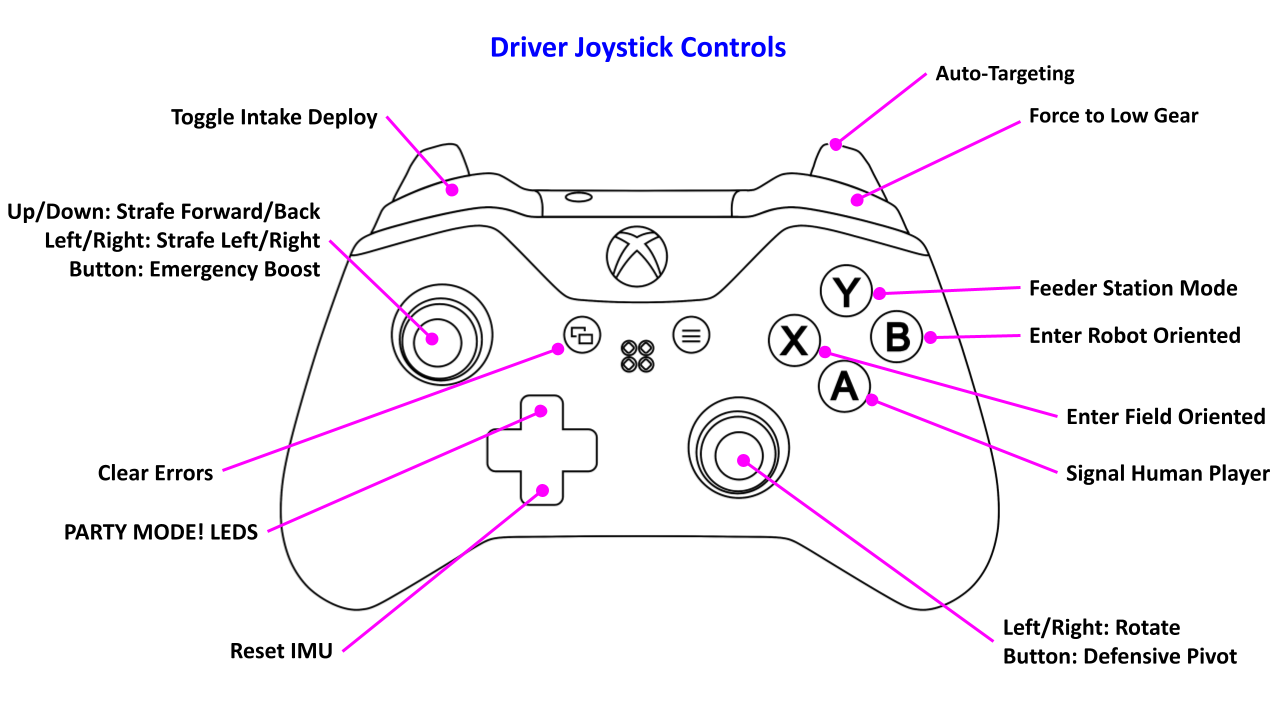 Driver Joystick Controls
Auto-Targeting
Toggle Intake Deploy
Force to Low Gear
Up/Down: Strafe Forward/Back
Left/Right: Strafe Left/Right
Button: Emergency Boost
Y
Feeder Station Mode
X
B
Enter Robot Oriented
A
Enter Field Oriented
Clear Errors
Signal Human Player
PARTY MODE! LEDS
Reset IMU
Left/Right: Rotate
Button: Defensive Pivot